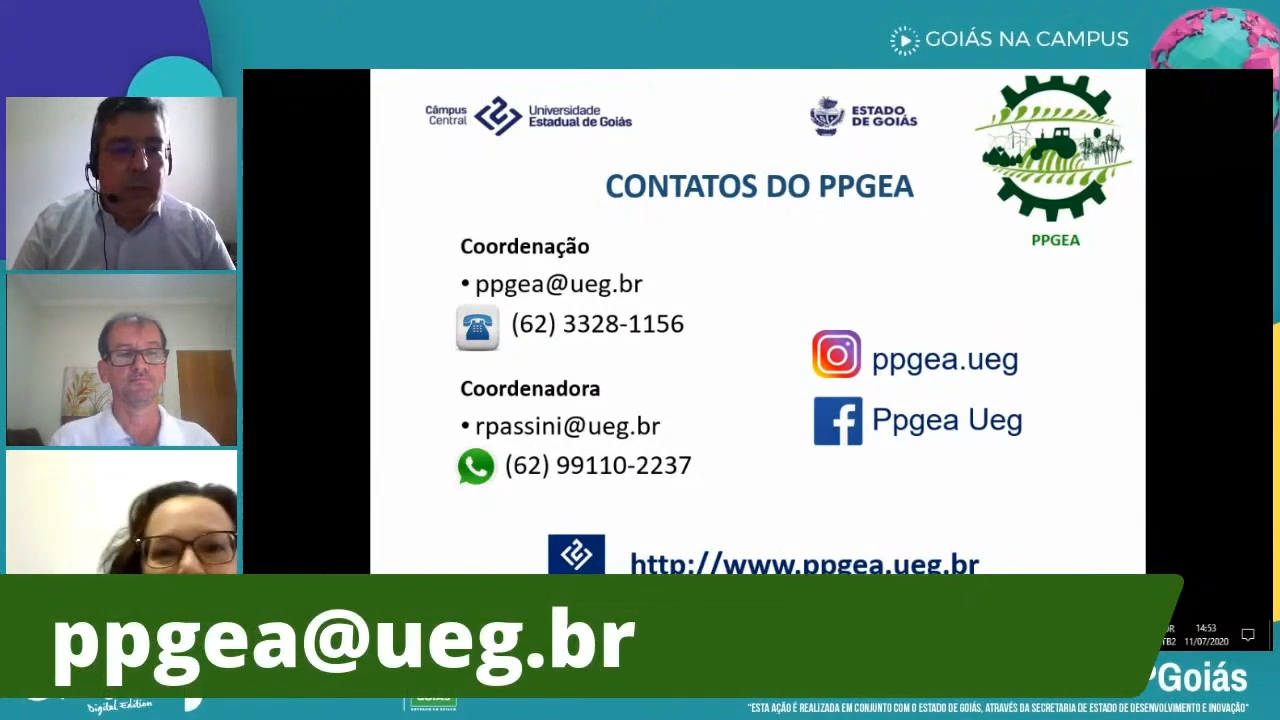 GOIÁS NA CAMPUS
Câmpus
Central
Universidade
Estadual de Goiás
ESTADO
DE GOIÁS
CONTATOS DO PPGEA
PPGEA
Coordenação
• ppgea@ueg.br
(62) 3328-1156
Coordenadora
• rpassini@ueg.br
(62) 99110-2237
ppgea.ueg
Ppgea Ueg
http://www.ppgea.ueg.br
ppgea@ueg.br
14:53
11/07/2020
Digital Edition
Goiás
"ESTA AÇÃO É REALIZADA EM CONJUNTO COM O ESTADO DE GOIÁS, ATRAVÉS DA SECRETARIA DE ESTADO DE DESENVOLVIMENTO E INOVAÇÃO"